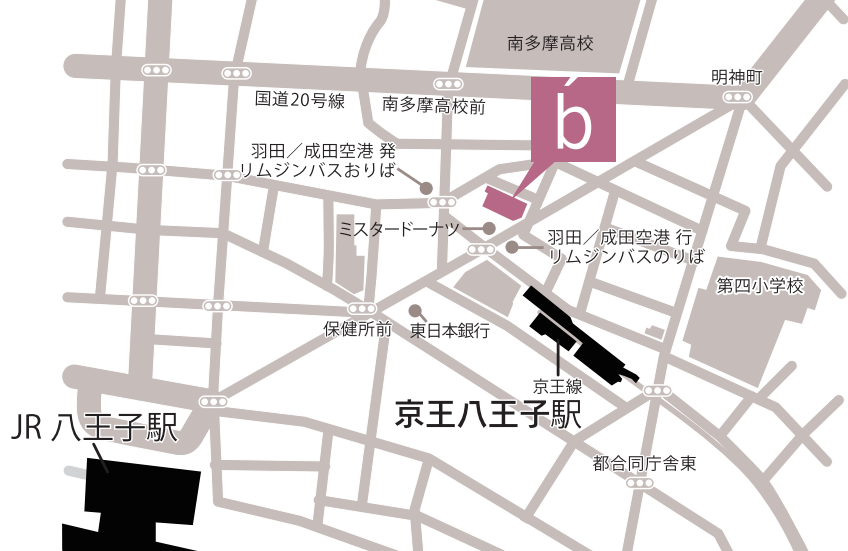 南多摩高校
明神町
国道20号線
南多摩高校前
b
羽田／成田空港 発
リムジンバスおりば
ミスタードーナツ
羽田／成田空港 行
リムジンバスのりば
第四小学校
保健所前
東日本銀行
京王線
京王八王子駅
JR 八王子駅
都合同庁舎東